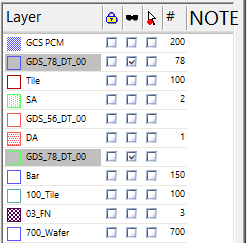 Layer # NOTE
GCS PCM 200
GDS_78_DT_00 78
Tile 100
SA 2
GDS_56_DT_00
DA 1
GDS_78_DT_00
Bar 150
100_Tile 100
03_FN 3
700_Wafer 700